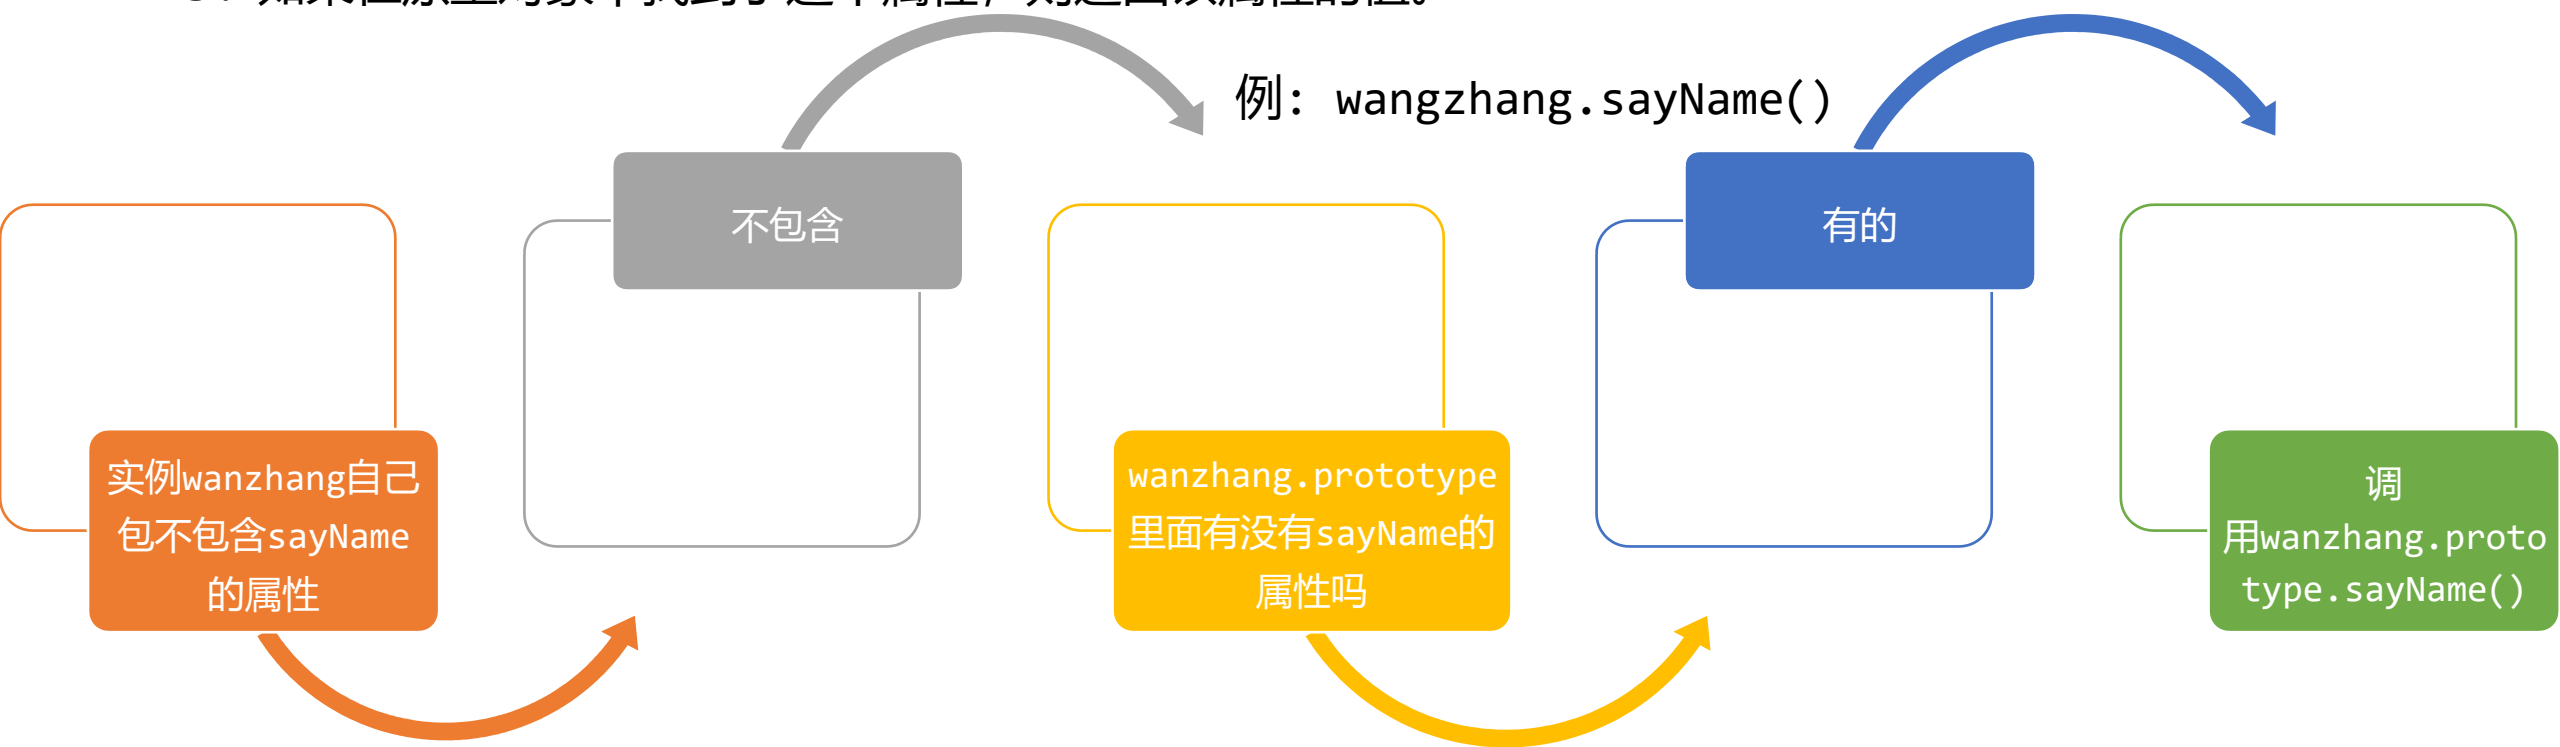 例: wangzhang.sayName()
不包含
有的
实例wanzhang自己
包不包含sayName
的属性
wanzhang.prototype
里面有没有sayName的
属性吗
调
用wanzhang.proto
type.sayName()